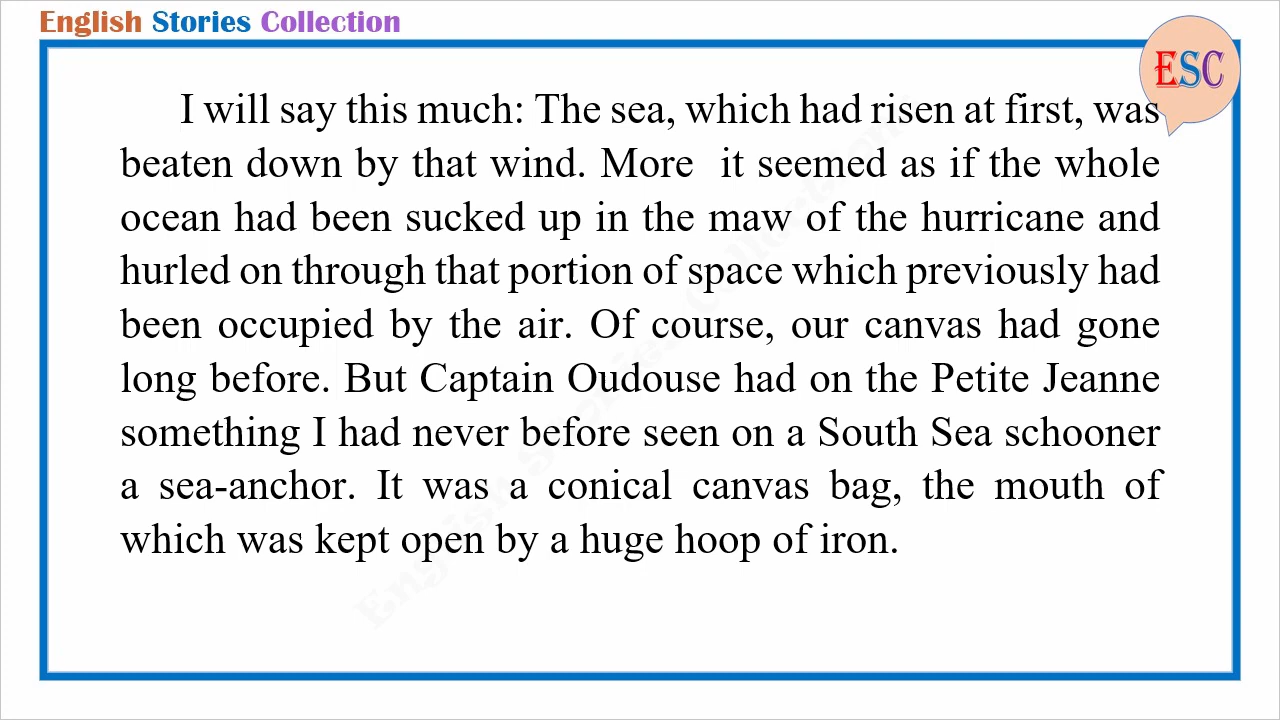 English Stories Collection
ESC
I will say this much: The sea, which had risen at first, was
beaten down by that wind. More  it seemed as if the whole
ocean had been sucked up in the maw of the hurricane and
hurled on through that portion of space which previously had
been occupied by the air. Of course, our canvas had gone
long before. But Captain Oudouse had on the Petite Jeanne
something I had never before seen on a South Sea schooner
a sea-anchor. It was a conical canvas bag, the mouth of
which was kept open by a huge hoop of iron.
English Stories Collection